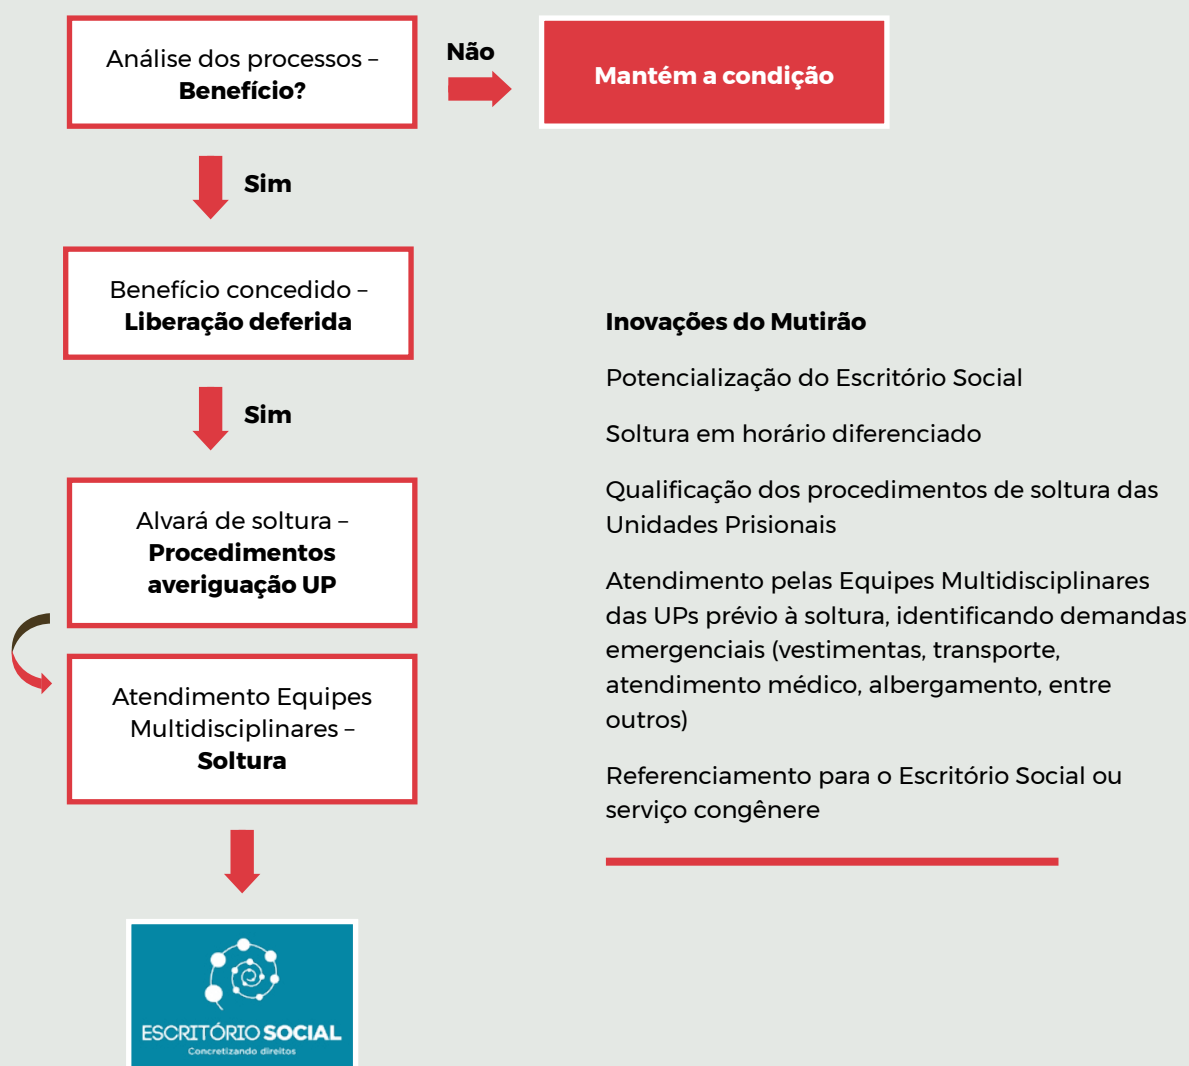 Análise dos processos –
Benefício?
Não
Mantém a condição
Sim
Benefício concedido –
Liberação deferida
Sim
Alvará de soltura –
Procedimentos
averiguação UP
Atendimento Equipes
Multidisciplinares –
Soltura
ESCRITÓRIO SOCIAL
Concretizando direitos
Inovações do Mutirão
Potencialização do Escritório Social
Soltura em horário diferenciado
Qualificação dos procedimentos de soltura das
Unidades Prisionais
Atendimento pelas Equipes Multidisciplinares
das UPs prévio à soltura, identificando demandas
emergenciais (vestimentas, transporte,
atendimento médico, albergamento, entre
outros)
Referenciamento para o Escritório Social ou
serviço congênere